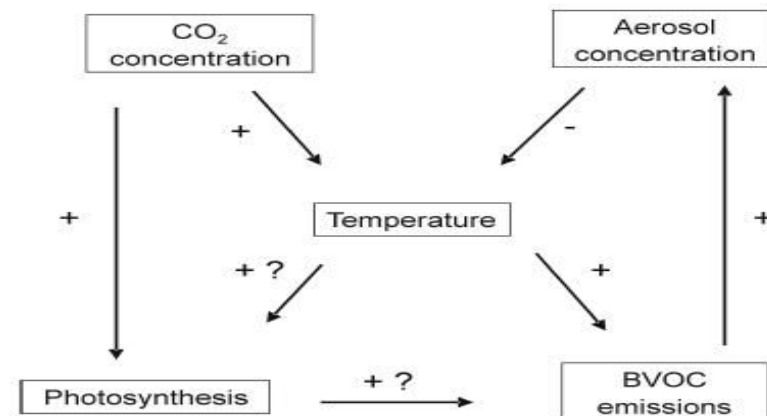 CO₂
concentration
Aerosol
concentration
+
-
+
+
Temperature
+ ?
+
Photosynthesis
+ ?
BVOC
emissions